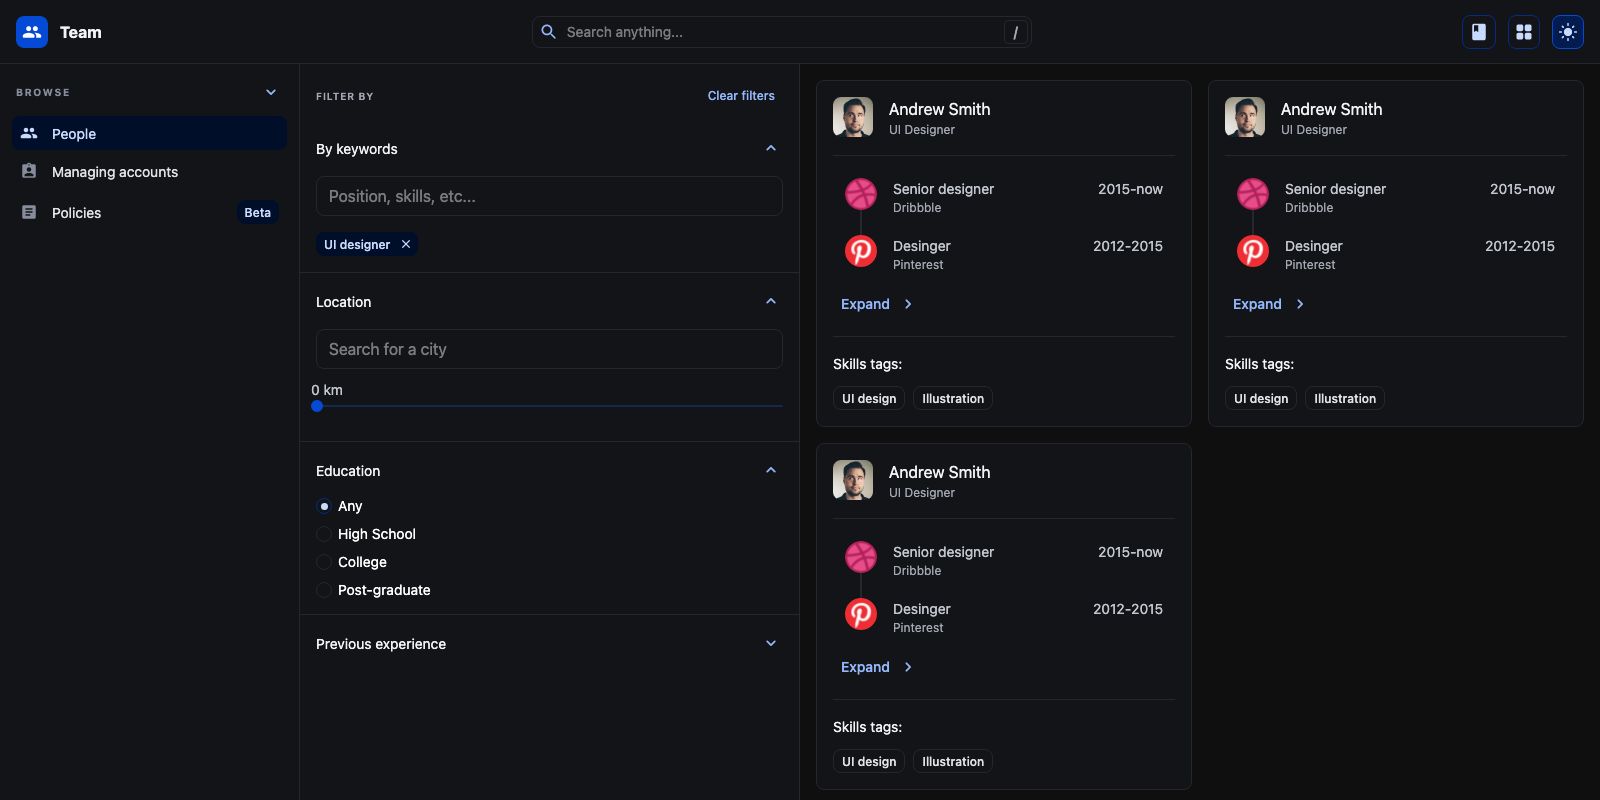 Team
Search anything...
/
BROWSE
People
Managing accounts
Policies
Beta
FILTER BY
Clear filters
By keywords
Position, skills, etc...
UI designer
Location
Search for a city
0 km
Education
Any
High School
College
Post-graduate
Previous experience
Andrew Smith
UI Designer
Senior designer
2015-now
Dribbble
Desinger
2012-2015
Pinterest
Expand
Skills tags:
UI design
Illustration
Andrew Smith
UI Designer
Senior designer
2015-now
Dribbble
Desinger
2012-2015
Pinterest
Expand
Skills tags:
UI design
Illustration
Andrew Smith
UI Designer
Senior designer
2015-now
Dribbble
Desinger
2012-2015
Pinterest
Expand
Skills tags:
UI design
Illustration